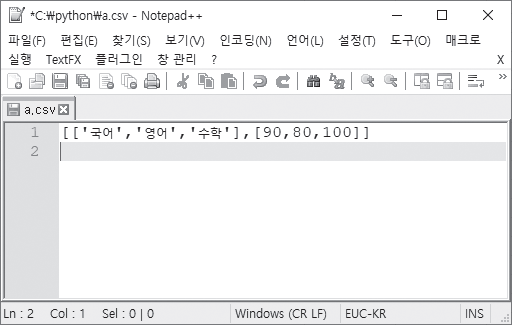 *C:₩python₩a.csv - Notepad++
파일(F) 편집(E) 찾기(S) 보기(V) 인코딩(N) 언어(L) 설정(T) 도구(O) 매크로
실행 TextFX 플러그인 창 관리 ? X
a.csv
1 [['국어','영어','수학'],[90,80,100]]
2
Ln : 2 Col : 1 Sel : 0 | 0 Windows (CR LF) EUC-KR INS